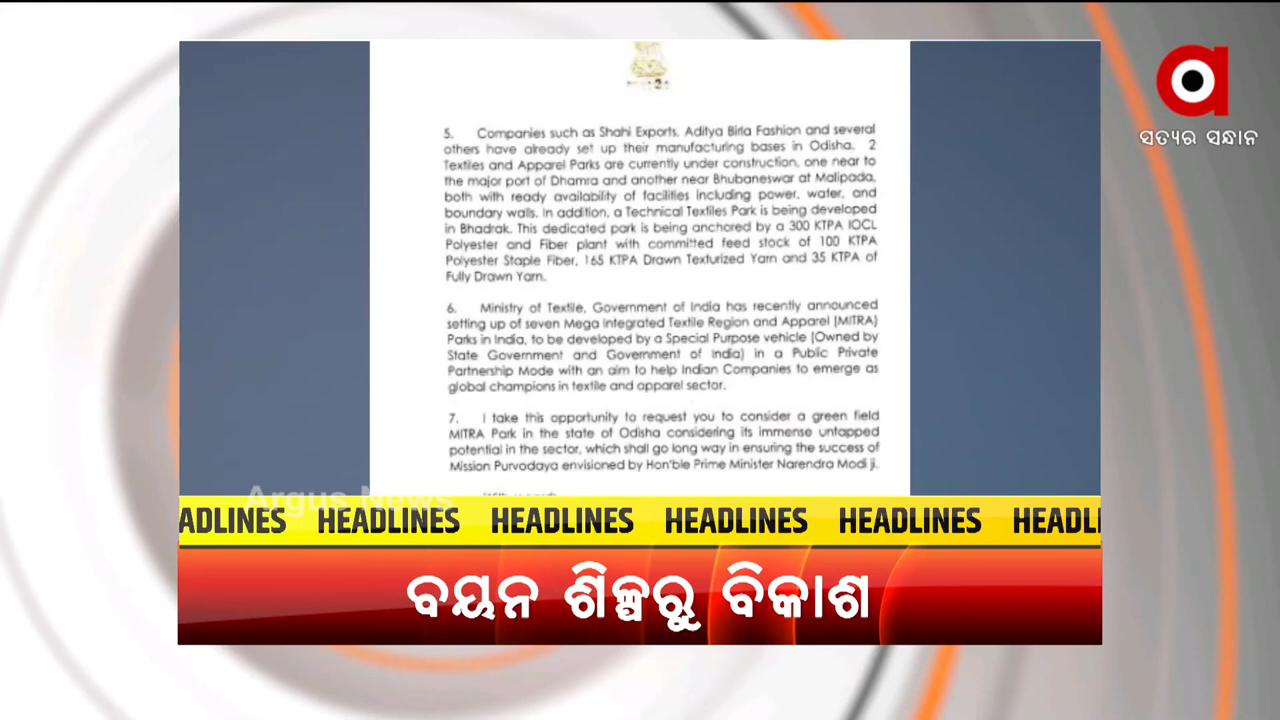 ସତ୍ୟର ସନ୍ଧାନ
5. Companies such as Shahi Exports, Aditya Birla Fashion and several
others have already set up their manufacturing bases in Odisha. 2
Textiles and Apparel Parks are currently under construction, one near to
the major port of Dhamra and another near Bhubaneswar at Malipada,
both with ready availability of facilities including power, water, and
boundary walls. In addition, a Technical Textiles Park is being developed
in Bhadrak. This dedicated park is being anchored by a 300 KTPA IOCL
Polyester and Fiber plant with committed feed stock of 100 KTPA
Polyester Staple Fiber, 165 KTPA Drawn Texturized Yarn and 35 KTPA of
Fully Drawn Yarn.
6. Ministry of Textile, Government of India has recently announced
setting up of seven Mega Integrated Textile Region and Apparel (MITRA)
Parks in India, to be developed by a Special Purpose vehicle (Owned by
State Government and Government of India) in a Public Private
Partnership Mode with an aim to help Indian Companies to emerge as
global champions in textile and apparel sector.
7. I take this opportunity to request you to consider a green field
MITRA Park in the state of Odisha considering its immense untapped
potential in the sector, which shall go long way in ensuring the success of
Mission Purvodaya envisioned by Hon'ble Prime Minister Narendra Modi ji.
Argus News
ADLINES HEADLINES HEADLINES HEADLINES HEADLINES HEADLI
ବୟନ ଶିଳ୍ପରୁ ବିକାଶ